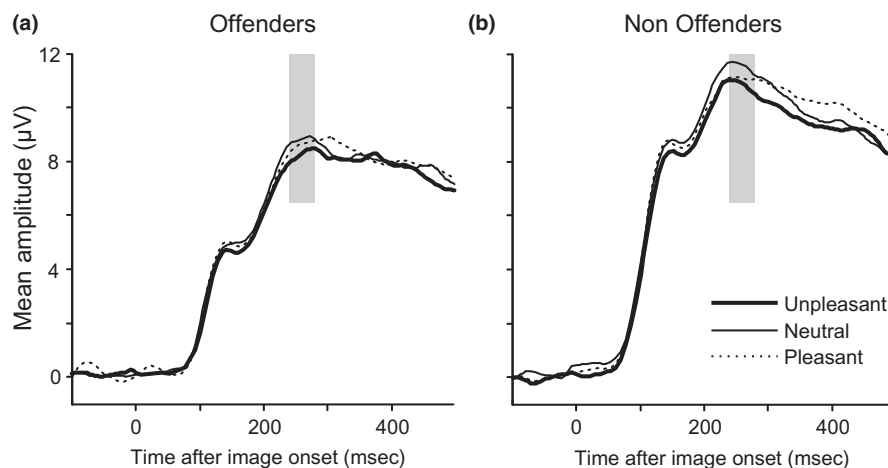 (a) Offenders
(b) Non Offenders
Mean amplitude (µV)
12
8
4
0
0 200 400
Time after image onset (msec)
0 200 400
Time after image onset (msec)
Unpleasant
Neutral
Pleasant